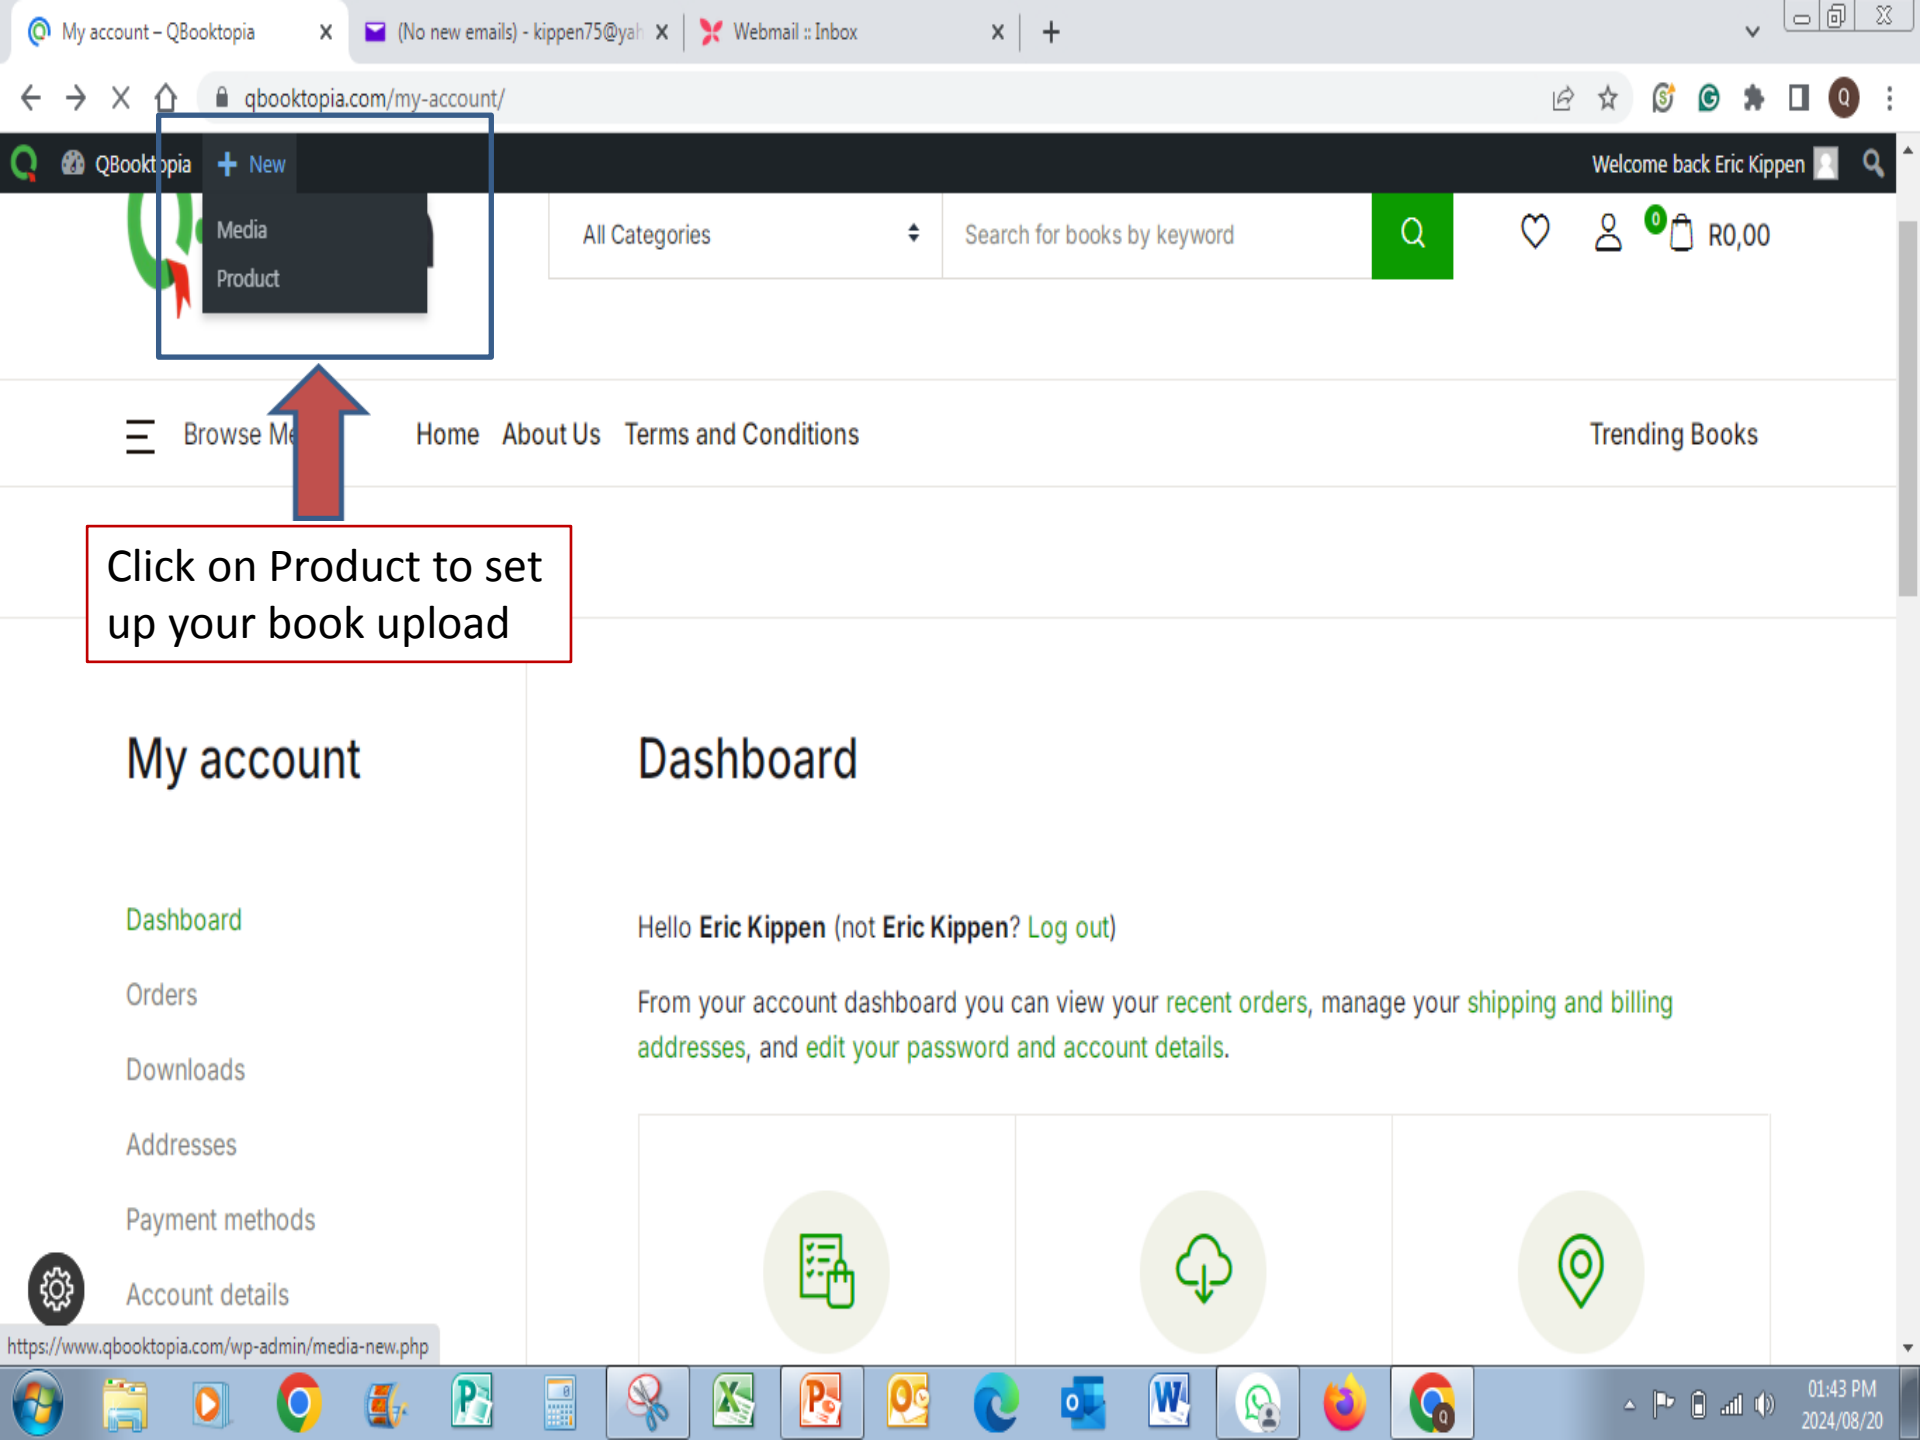 My account – QBooktopia
(No new emails) - kippen75@yah
Webmail :: Inbox
qbooktopia.com/my-account/
QBooktopia
New
Welcome back Eric Kippen
Media
Product
All Categories
Search for books by keyword
0
R0,00
Browse Me
Home
About Us
Terms and Conditions
Trending Books
Click on Product to set
up your book upload
My account
Dashboard
Dashboard
Orders
Downloads
Addresses
Payment methods
Account details
Hello Eric Kippen (not Eric Kippen? Log out)
From your account dashboard you can view your recent orders, manage your shipping and billing
addresses, and edit your password and account details.
https://www.qbooktopia.com/wp-admin/media-new.php
01:43 PM
2024/08/20